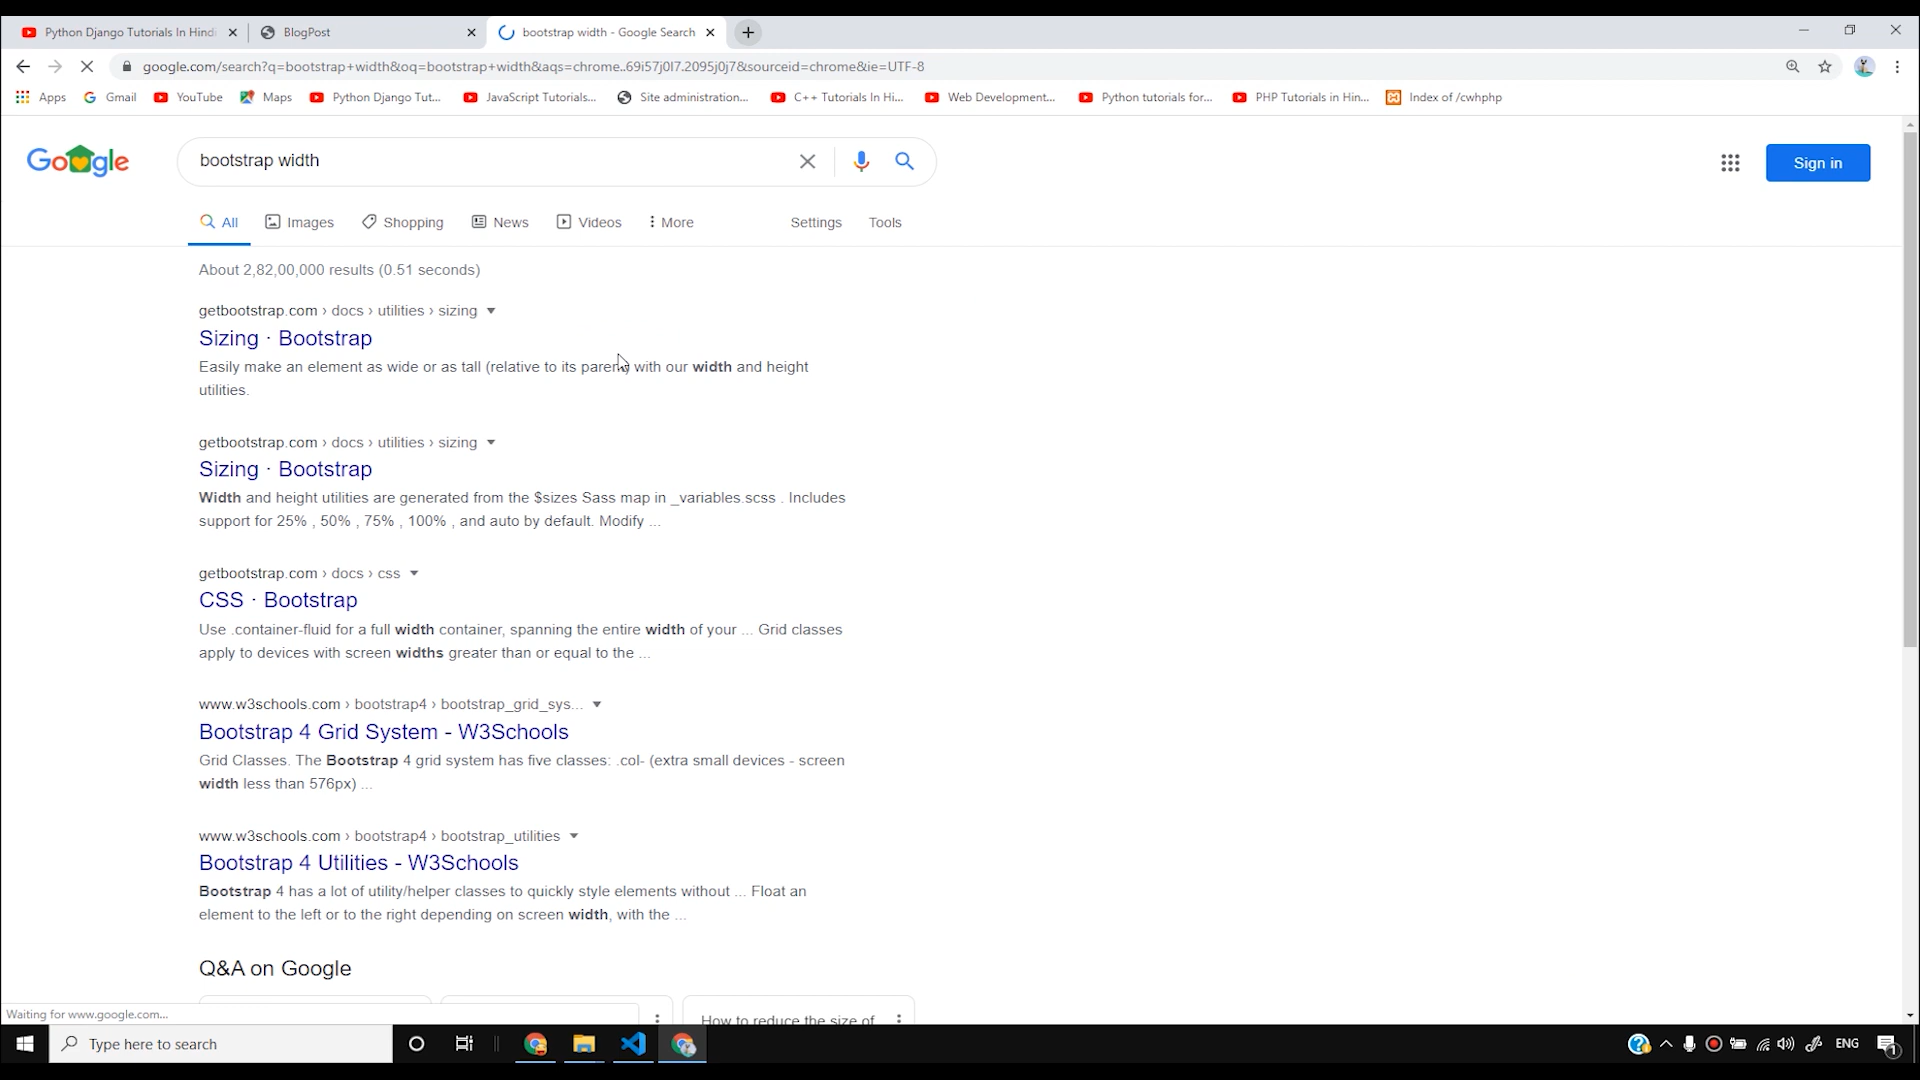 Python Django Tutorials In Hind
BlogPost
bootstrap width - Google Search
google.com/search?q=bootstrap+width&oq=bootstrap+width&aqs=chrome..69i57j0l7.2095j0j7&sourceid=chrome&ie=UTF-8
Apps Gmail YouTube Maps Python Django Tut... JavaScript Tutorials... Site administration... C++ Tutorials In Hi... Web Development... Python tutorials for... PHP Tutorials in Hin... Index of /cwhphp
Google
bootstrap width
Sign in
All Images Shopping News Videos More Settings Tools
About 2,82,00,000 results (0.51 seconds)
getbootstrap.com › docs › utilities › sizing
Sizing · Bootstrap
Easily make an element as wide or as tall (relative to its parent) with our width and height
utilities.
getbootstrap.com › docs › utilities › sizing
Sizing · Bootstrap
Width and height utilities are generated from the $sizes Sass map in _variables.scss . Includes
support for 25% , 50% , 75% , 100% , and auto by default. Modify ...
getbootstrap.com › docs › css
CSS · Bootstrap
Use .container-fluid for a full width container, spanning the entire width of your ... Grid classes
apply to devices with screen widths greater than or equal to the ...
www.w3schools.com › bootstrap4 › bootstrap_grid_sys...
Bootstrap 4 Grid System - W3Schools
Grid Classes. The Bootstrap 4 grid system has five classes: .col- (extra small devices - screen
width less than 576px) ...
www.w3schools.com › bootstrap4 › bootstrap_utilities
Bootstrap 4 Utilities - W3Schools
Bootstrap 4 has a lot of utility/helper classes to quickly style elements without ... Float an
element to the left or to the right depending on screen width, with the ...
Q&A on Google
How to reduce the size of
Waiting for www.google.com...
Type here to search
ENG
1